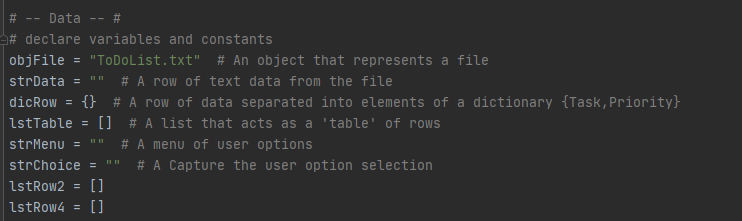 # -- Data -- #
# declare variables and constants
objFile = "ToDoList.txt"  # An object that represents a file
strData = ""  # A row of text data from the file
dicRow = {}  # A row of data separated into elements of a dictionary {Task,Priority}
lstTable = []  # A list that acts as a 'table' of rows
strMenu = ""  # A menu of user options
strChoice = ""  # A Capture the user option selection
lstRow2 = []
lstRow4 = []